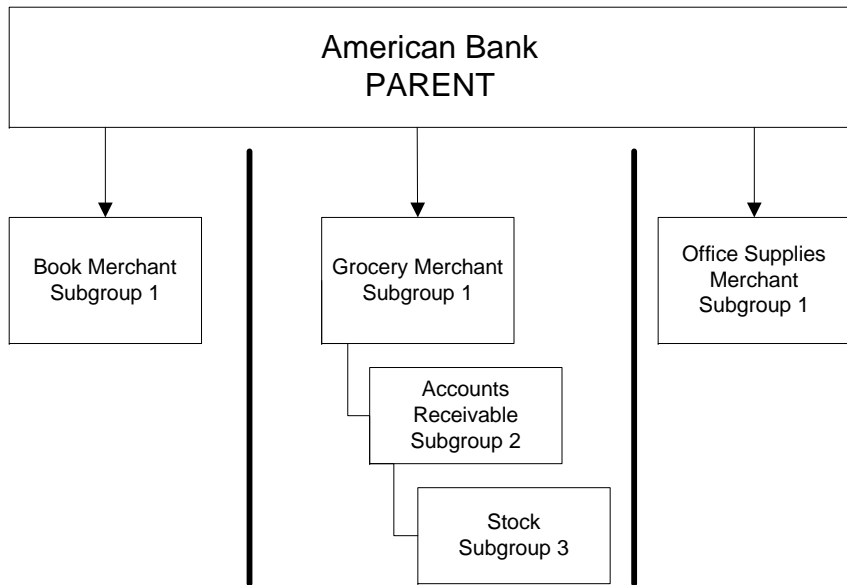 American Bank
PARENT
Book Merchant
Subgroup 1
Grocery Merchant
Subgroup 1
Office Supplies
Merchant
Subgroup 1
Accounts
Receivable
Subgroup 2
Stock
Subgroup 3